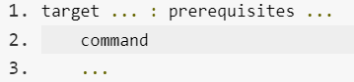 1. target ... : prerequisites ...
2.     command
3.     ...